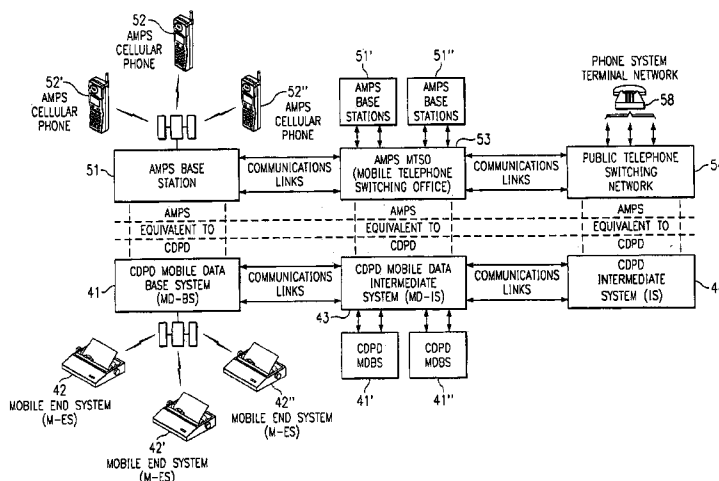 52
AMPS
CELLULAR
PHONE
52'
AMPS
CELLULAR
PHONE
52"
AMPS
CELLULAR
PHONE
51'
51"
AMPS
BASE
STATIONS
AMPS
BASE
STATIONS
PHONE SYSTEM
TERMINAL NETWORK
58
53
51
AMPS BASE
STATION
COMMUNICATIONS
LINKS
AMPS MTSO
(MOBILE TELEPHONE
SWITCHING OFFICE)
COMMUNICATIONS
LINKS
PUBLIC TELEPHONE
SWITCHING
NETWORK
AMPS
EQUIVALENT TO
CDPD
AMPS
EQUIVALENT TO
CDPD
AMPS
EQUIVALENT TO
CDPD
41
CDPD MOBILE DATA
BASE SYSTEM
(MD-BS)
COMMUNICATIONS
LINKS
CDPD MOBILE DATA
INTERMEDIATE
SYSTEM (MD-IS)
43
COMMUNICATIONS
LINKS
CDPD
INTERMEDIATE
SYSTEM (IS)
CDPD
MDBS
CDPD
MDBS
41'
41"
42
MOBILE END SYSTEM
(M-ES)
42'
MOBILE END
SYSTEM
(M-ES)
42"
MOBILE END SYSTEM
(M-ES)